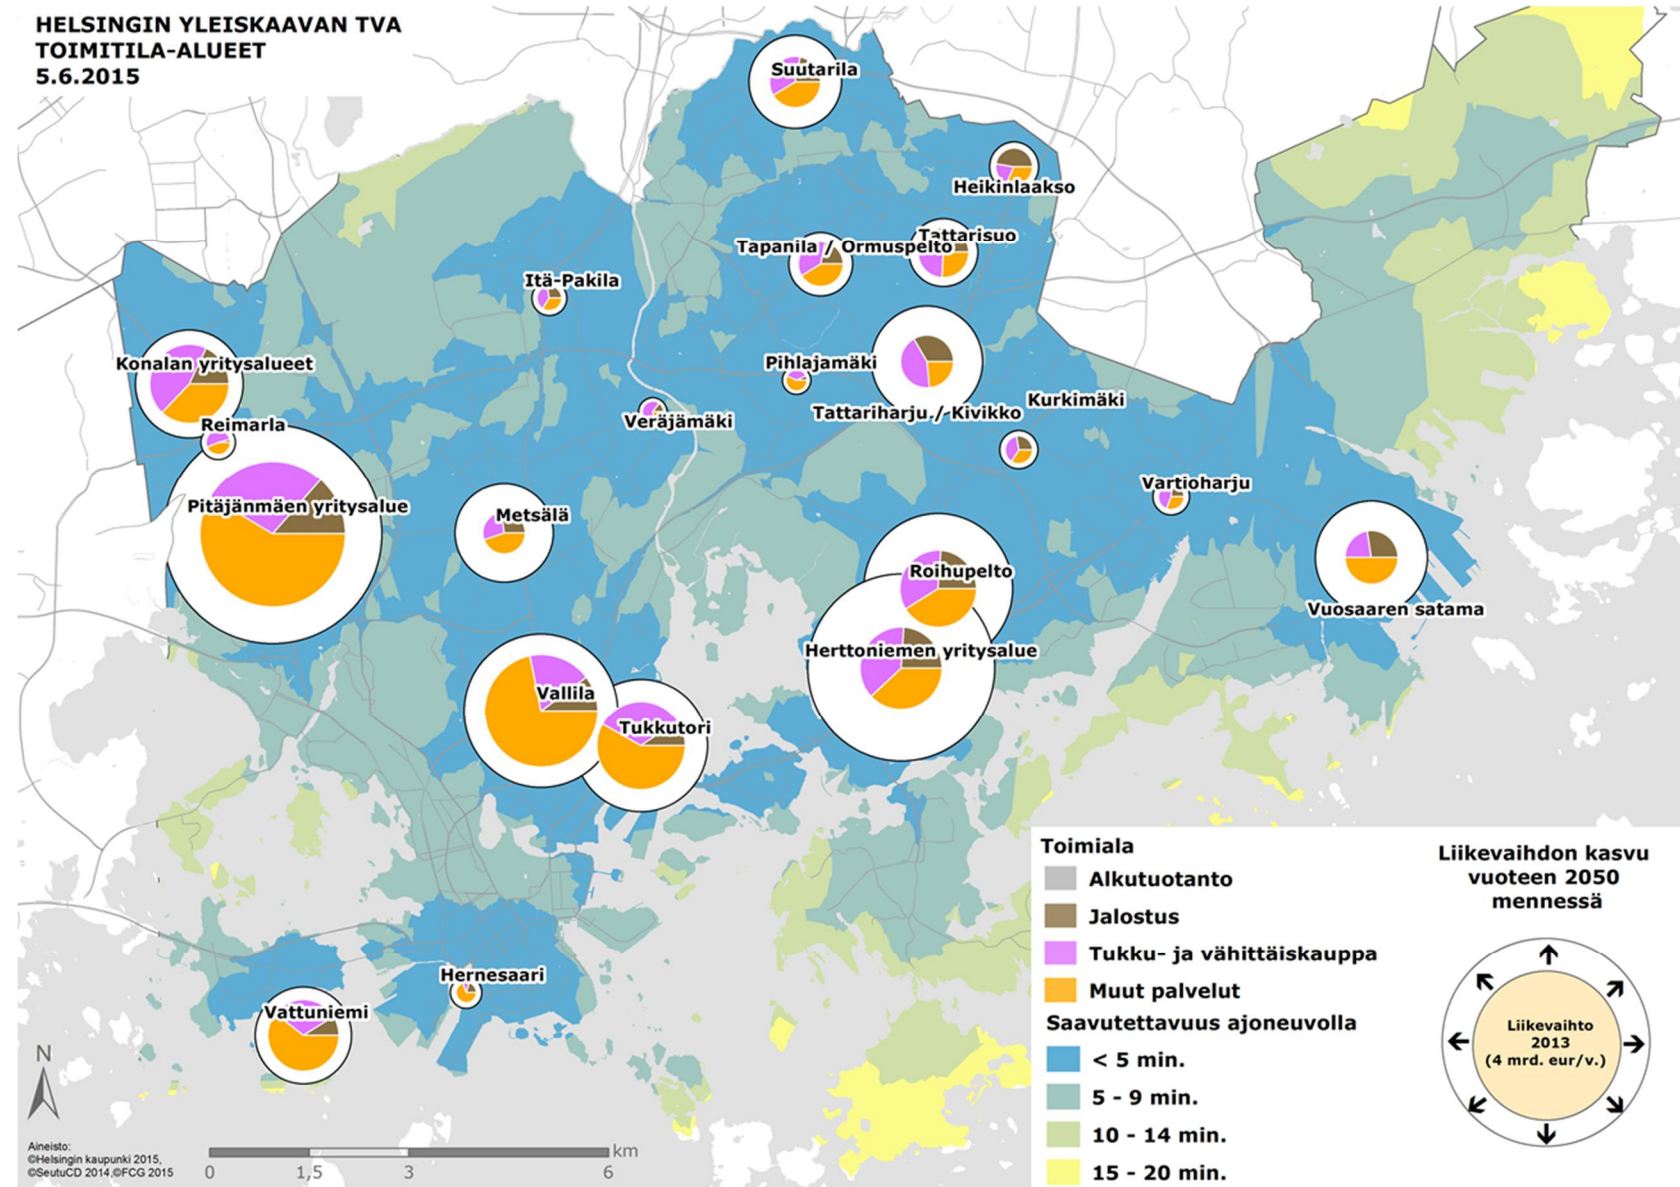 HELSINGIN YLEISKAAVAN TVA
TOIMITILA-ALUEET
5.6.2015
Suutarila
Heikinlaakso
Tattarisuo
Tapanila / Ormuspelto
Itä-Pakila
Konalan yritysalueet
Pihlajamäki
Kurkimäki
Tattariharju / Kivikko
Veräjämäki
Reimarla
Vartioharju
Pitäjänmäen yritysalue
Metsälä
Roihupelto
Vuosaaren satama
Herttoniemen yritysalue
Vallila
Tukkutori
Hernesaari
Vattuniemi
Toimiala
Alkutuotanto
Jalostus
Tukku- ja vähittäiskauppa
Muut palvelut
Saavutettavuus ajoneuvolla
< 5 min.
5 - 9 min.
10 - 14 min.
15 - 20 min.
Liikevaihdon kasvu
vuoteen 2050
mennessä
Liikevaihto
2013
(4 mrd. eur/v.)
N
Aineisto:
©Helsingin kaupunki 2015,
©SeutuCD 2014,©FCG 2015
km
0 1,5 3 6